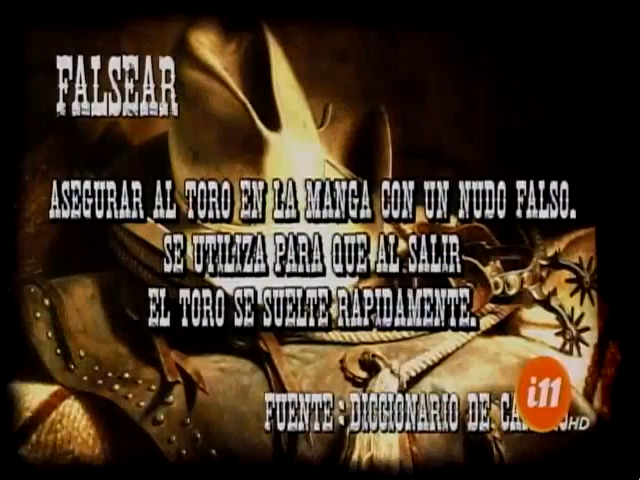 FALSEAR
ASEGURAR AL TORO EN LA MANGA CON UN NUDO FALSO.
SE UTILIZA PARA QUE AL SALIR
EL TORO SE SUELTE RAPIDAMENTE.
FUENTE : DICCIONARIO DE
i11
HD